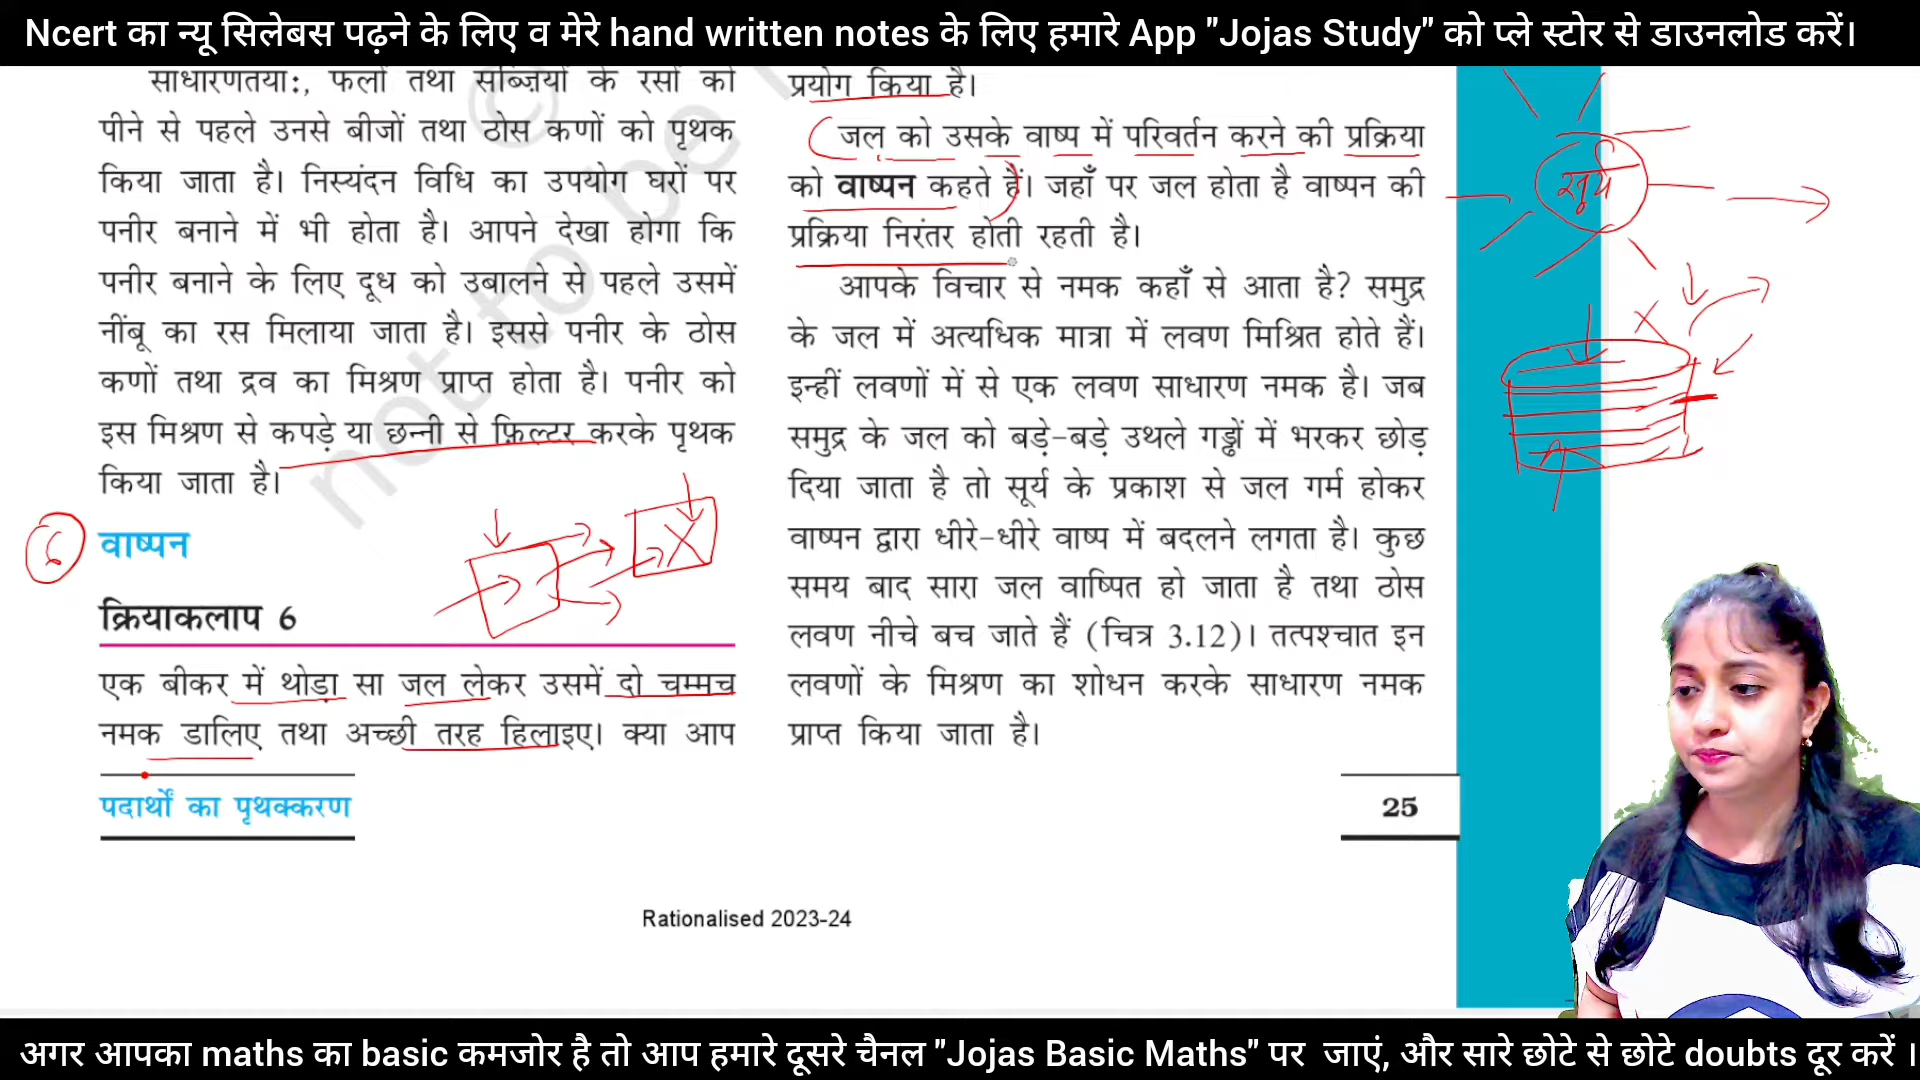 Ncert का न्यू सिलेबस पढ़ने के लिए व मेरे hand written notes के लिए हमारे App "Jojas Study" को प्ले स्टोर से डाउनलोड करें।
साधारणतयाः, फलों तथा सब्ज़ियों के रसों को
पीने से पहले उनसे बीजों तथा ठोस कणों को पृथक
किया जाता है। निस्यंदन विधि का उपयोग घरों पर
पनीर बनाने में भी होता है। आपने देखा होगा कि
पनीर बनाने के लिए दूध को उबालने से पहले उसमें
नींबू का रस मिलाया जाता है। इससे पनीर के ठोस
कणों तथा द्रव का मिश्रण प्राप्त होता है। पनीर को
इस मिश्रण से कपड़े या छन्नी से फ़िल्टर करके पृथक
किया जाता है।
6 वाष्पन
क्रियाकलाप 6
एक बीकर में थोड़ा सा जल लेकर उसमें दो चम्मच
नमक डालिए तथा अच्छी तरह हिलाइए। क्या आप
पदार्थों का पृथक्करण
प्रयोग किया है।
जल को उसके वाष्प में परिवर्तन करने की प्रक्रिया
को वाष्पन कहते हैं। जहाँ पर जल होता है वाष्पन की
प्रक्रिया निरंतर होती रहती है।
आपके विचार से नमक कहाँ से आता है? समुद्र
के जल में अत्यधिक मात्रा में लवण मिश्रित होते हैं।
इन्हीं लवणों में से एक लवण साधारण नमक है। जब
समुद्र के जल को बड़े-बड़े उथले गड्ढों में भरकर छोड़
दिया जाता है तो सूर्य के प्रकाश से जल गर्म होकर
वाष्पन द्वारा धीरे-धीरे वाष्प में बदलने लगता है। कुछ
समय बाद सारा जल वाष्पित हो जाता है तथा ठोस
लवण नीचे बच जाते हैं (चित्र 3.12)। तत्पश्चात इन
लवणों के मिश्रण का शोधन करके साधारण नमक
प्राप्त किया जाता है।
25
सूर्य
not to be
©
Rationalised 2023-24
अगर आपका maths का basic कमजोर है तो आप हमारे दूसरे चैनल "Jojas Basic Maths" पर जाएं, और सारे छोटे से छोटे doubts दूर करें ।